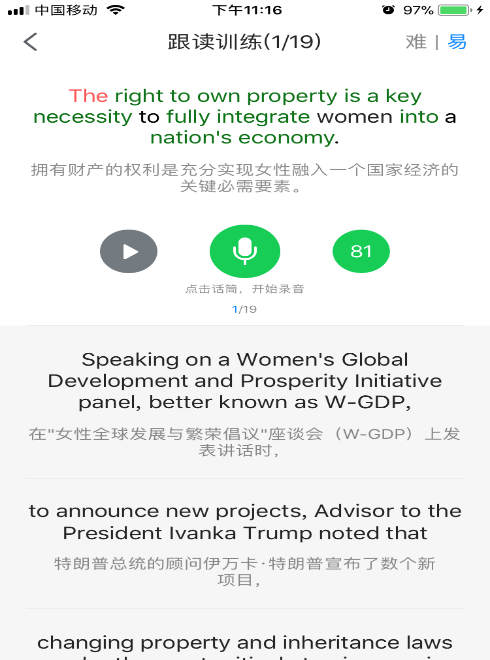 中国移动 下午11:16 97%
跟读训练(1/19) 难 | 易
The right to own property is a key
necessity to fully integrate women into a
nation's economy.
拥有财产的权利是充分实现女性融入一个国家经济的
关键必需要素。
81
点击话筒，开始录音
1/19
Speaking on a Women's Global
Development and Prosperity Initiative
panel, better known as W-GDP,
在"女性全球发展与繁荣倡议"座谈会（W-GDP）上发
表讲话时，
to announce new projects, Advisor to the
President Ivanka Trump noted that
特朗普总统的顾问伊万卡·特朗普宣布了数个新
项目，
changing property and inheritance laws